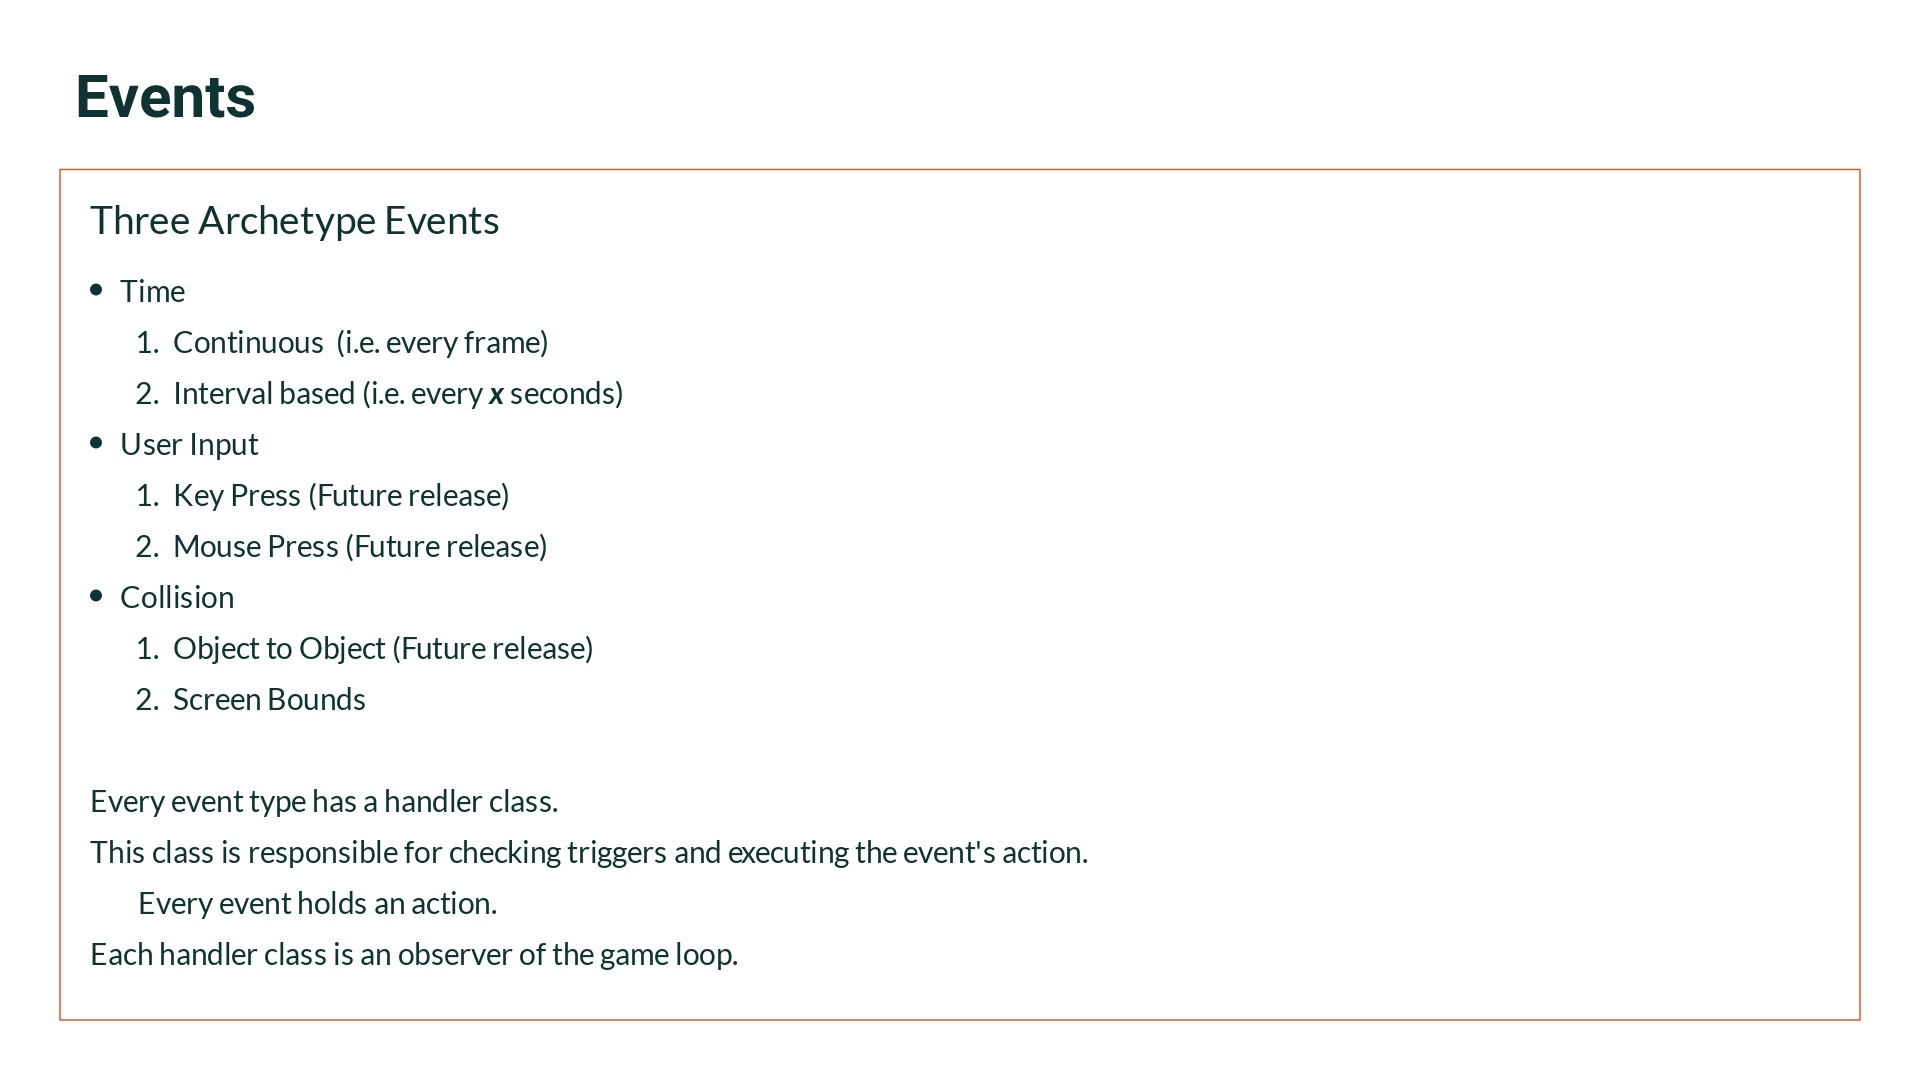 Events
Three Archetype Events
• Time
1. Continuous  (i.e. every frame)
2. Interval based (i.e. every x seconds)
• User Input
1. Key Press (Future release)
2. Mouse Press (Future release)
• Collision
1. Object to Object (Future release)
2. Screen Bounds
Every event type has a handler class.
This class is responsible for checking triggers and executing the event's action.
Every event holds an action.
Each handler class is an observer of the game loop.